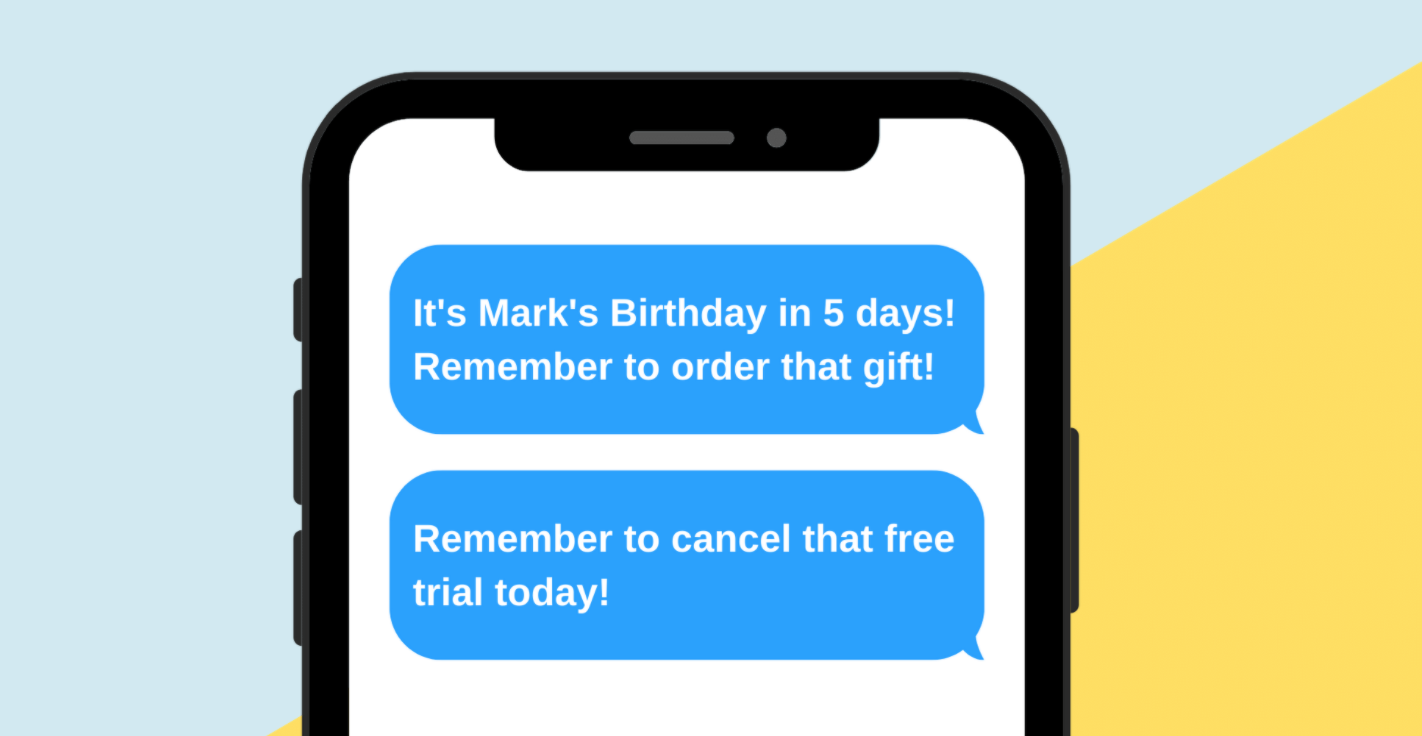 It's Mark's Birthday in 5 days!
Remember to order that gift!
Remember to cancel that free
trial today!